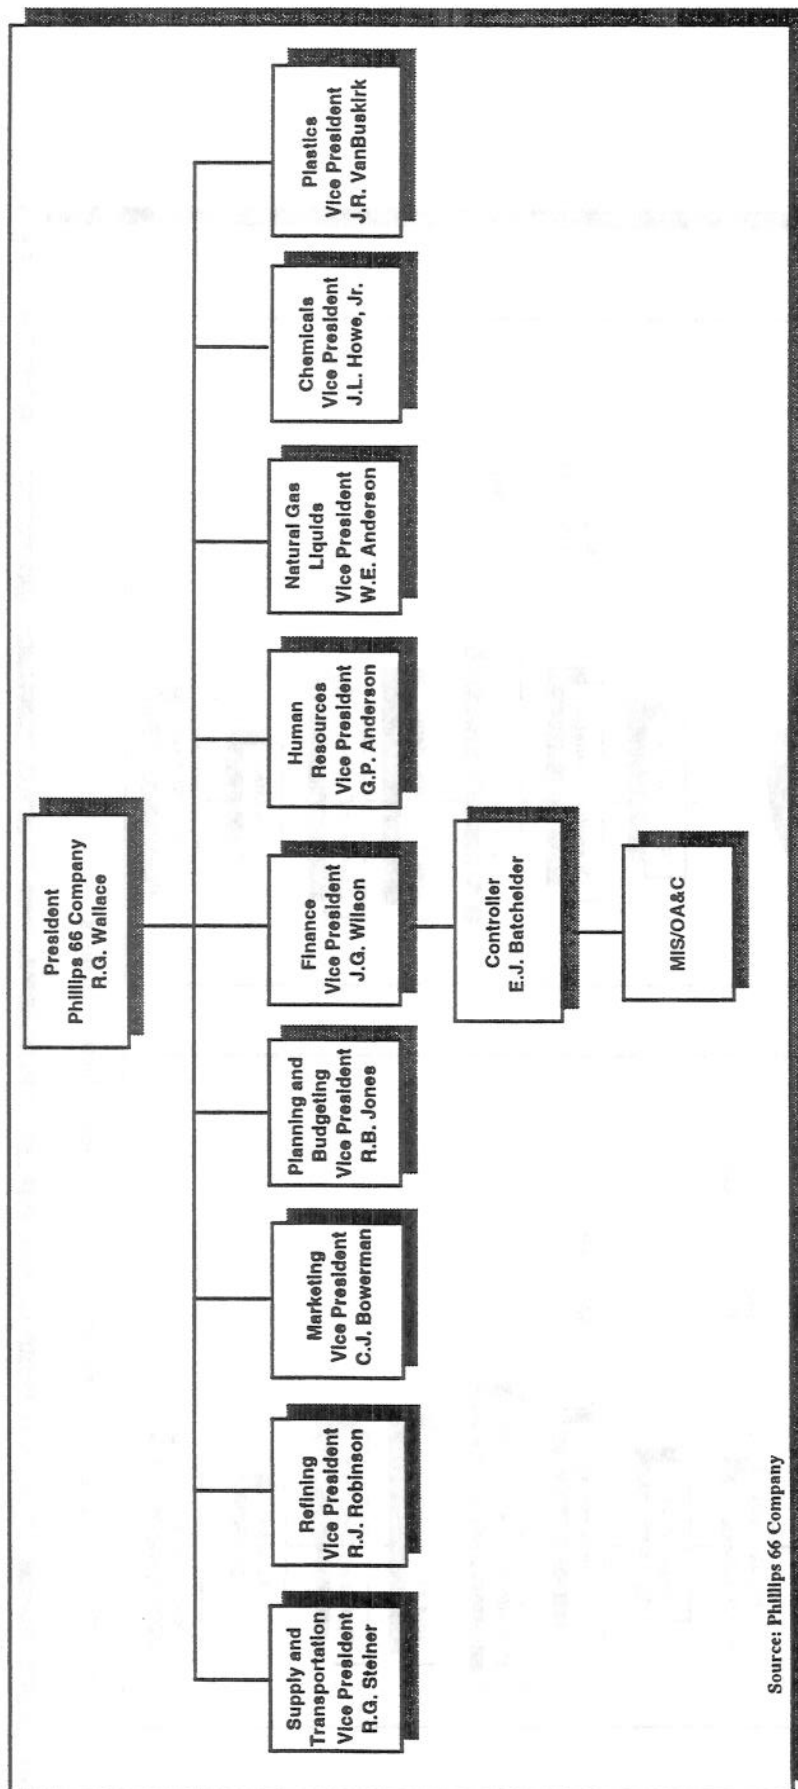 President
Phillips 66 Company
R.G. Wallace
Supply and
Transportation
Vice President
R.G. Steiner
Refining
Vice President
R.J. Robinson
Marketing
Vice President
C.J. Bowerman
Planning and
Budgeting
Vice President
R.B. Jones
Finance
Vice President
J.G. Wilson
Human
Resources
Vice President
G.P. Anderson
Natural Gas
Liquids
Vice President
W.E. Anderson
Chemicals
Vice President
J.L. Howe, Jr.
Plastics
Vice President
J.R. VanBuskirk
Controller
E.J. Batchelder
MIS/OA&C
Source: Phillips 66 Company